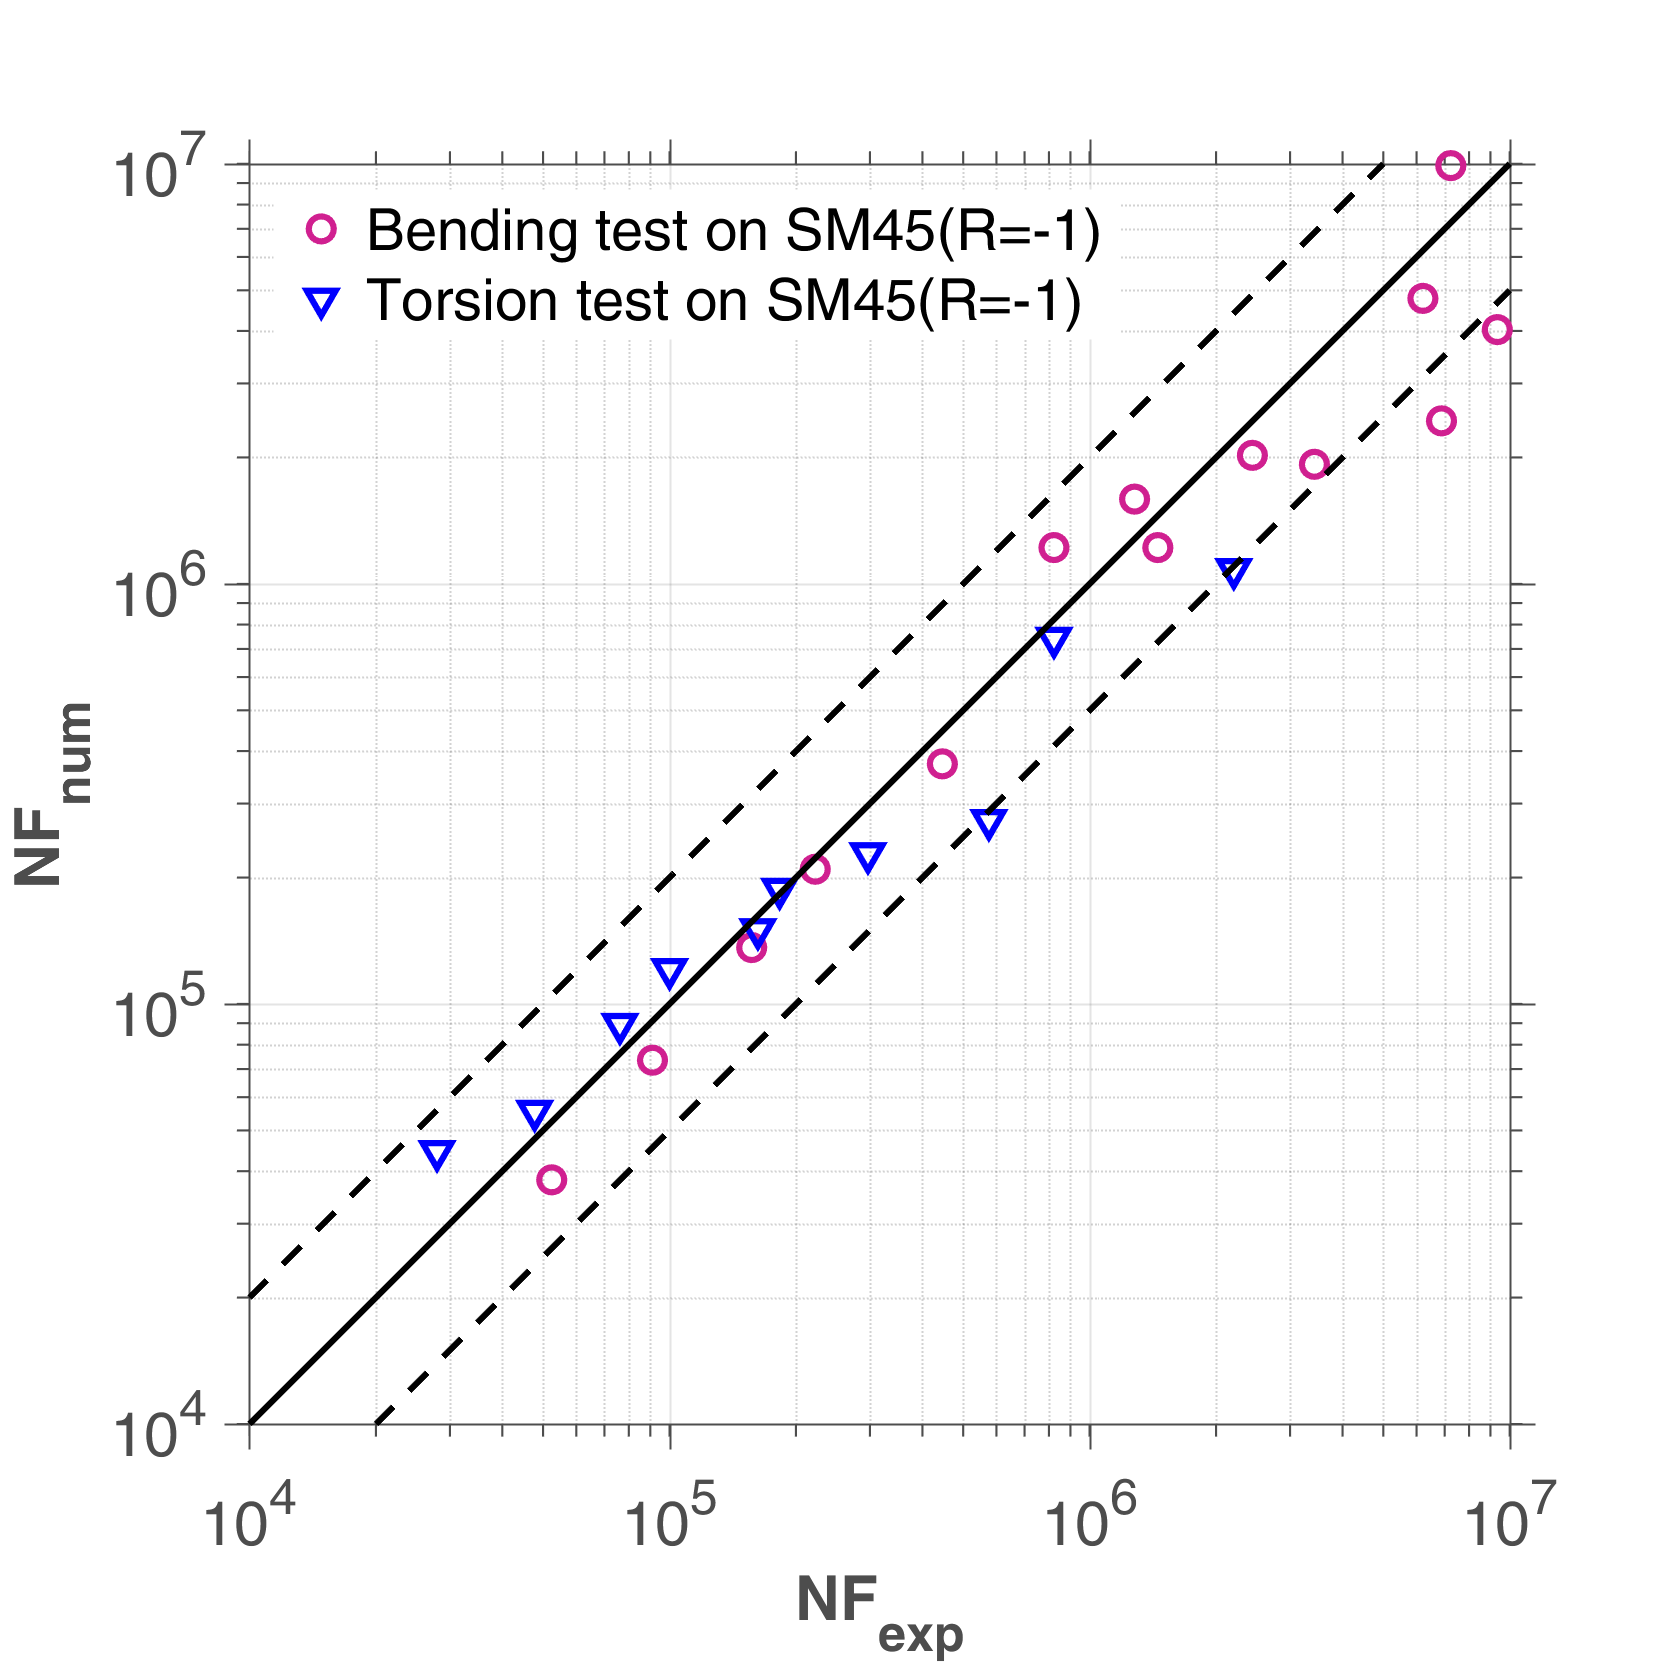 10^7
Bending test on SM45(R=-1)
Torsion test on SM45(R=-1)
10^6
NF_num
10^5
10^4
10^4 10^5 10^6 10^7
NF_exp